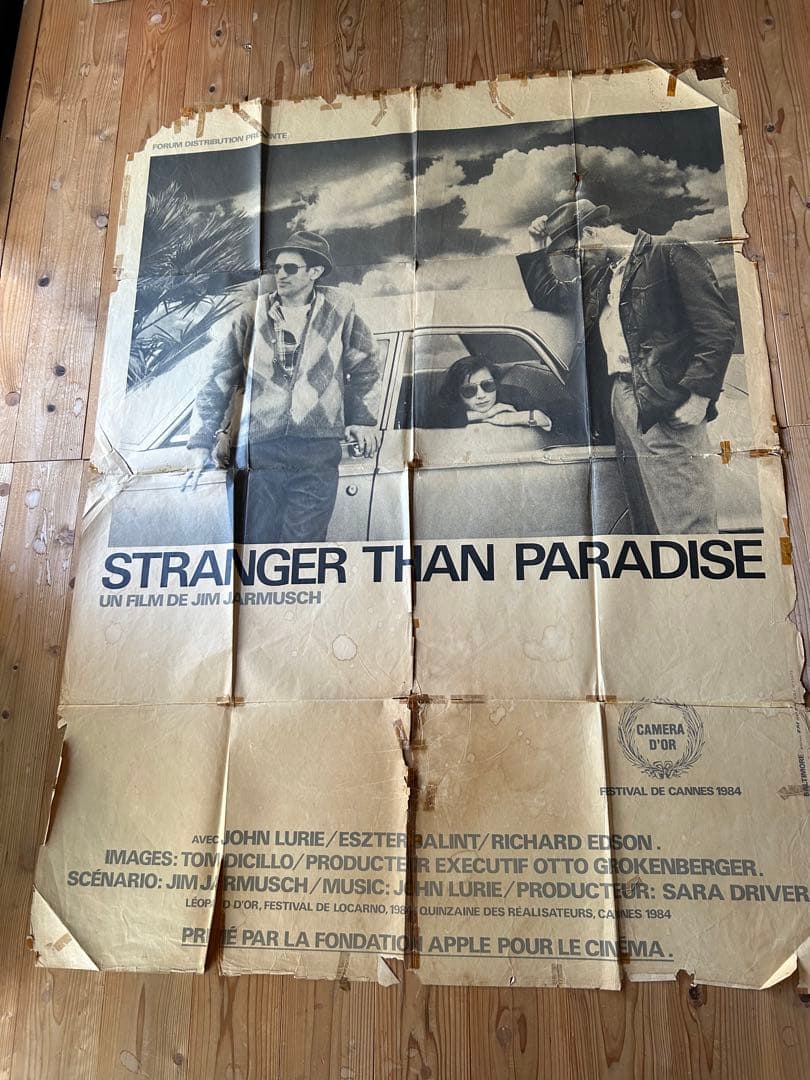 FORUM DISTRIBUTION PRÉSENTE
STRANGER THAN PARADISE
UN FILM DE JIM JARMUSCH
CAMERA
D'OR
FESTIVAL DE CANNES 1984
BALTIMORE
AVEC JOHN LURIE/ESZTER BALINT/RICHARD EDSON.
IMAGES: TOM DICILLO/PRODUCTEUR EXECUTIF OTTO GROKENBERGER.
SCÉNARIO: JIM JARMUSCH/MUSIC: JOHN LURIE/PRODUCTEUR: SARA DRIVER
LÉOPARD D'OR, FESTIVAL DE LOCARNO, 1984 QUINZAINE DES RÉALISATEURS, CANNES 1984
PRIMÉ PAR LA FONDATION APPLE POUR LE CINÉMA.